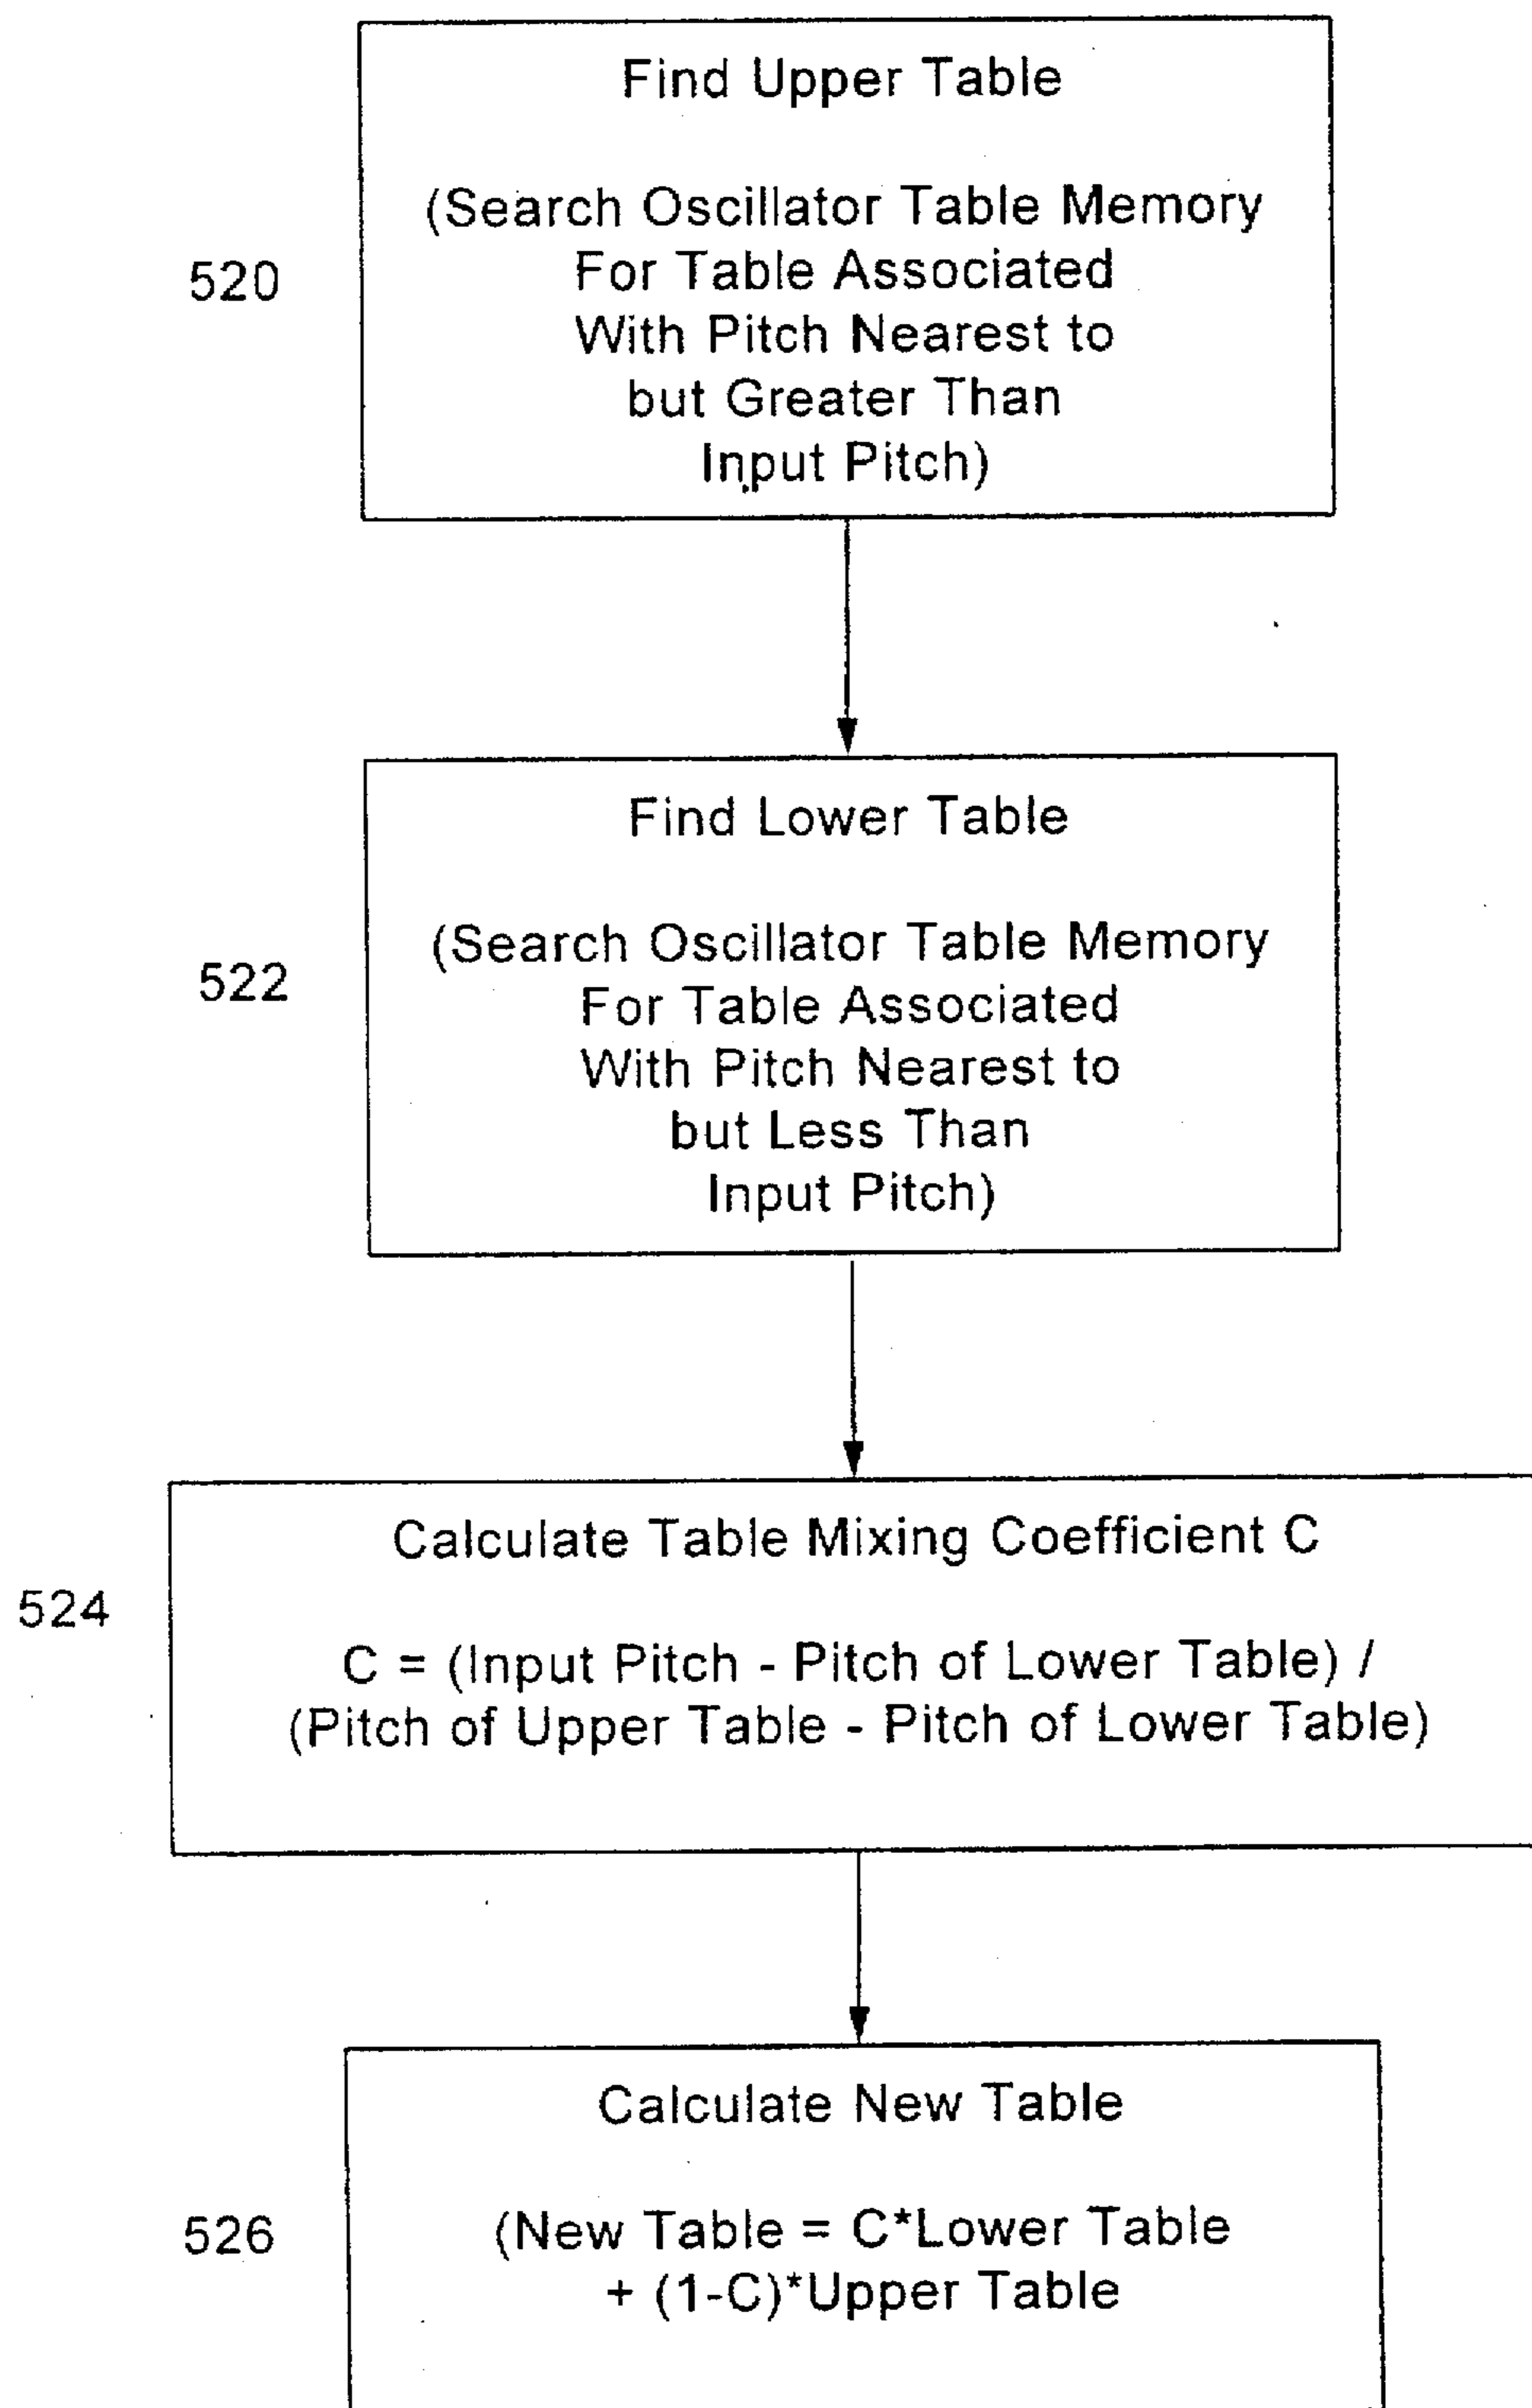 Find Upper Table
(Search Oscillator Table Memory
For Table Associated
With Pitch Nearest to
but Greater Than
Input Pitch)
520
Find Lower Table
(Search Oscillator Table Memory
For Table Associated
With Pitch Nearest to
but Less Than
Input Pitch)
522
Calculate Table Mixing Coefficient C
C = (Input Pitch - Pitch of Lower Table) /
(Pitch of Upper Table - Pitch of Lower Table)
524
Calculate New Table
(New Table = C*Lower Table
+ (1-C)*Upper Table
526